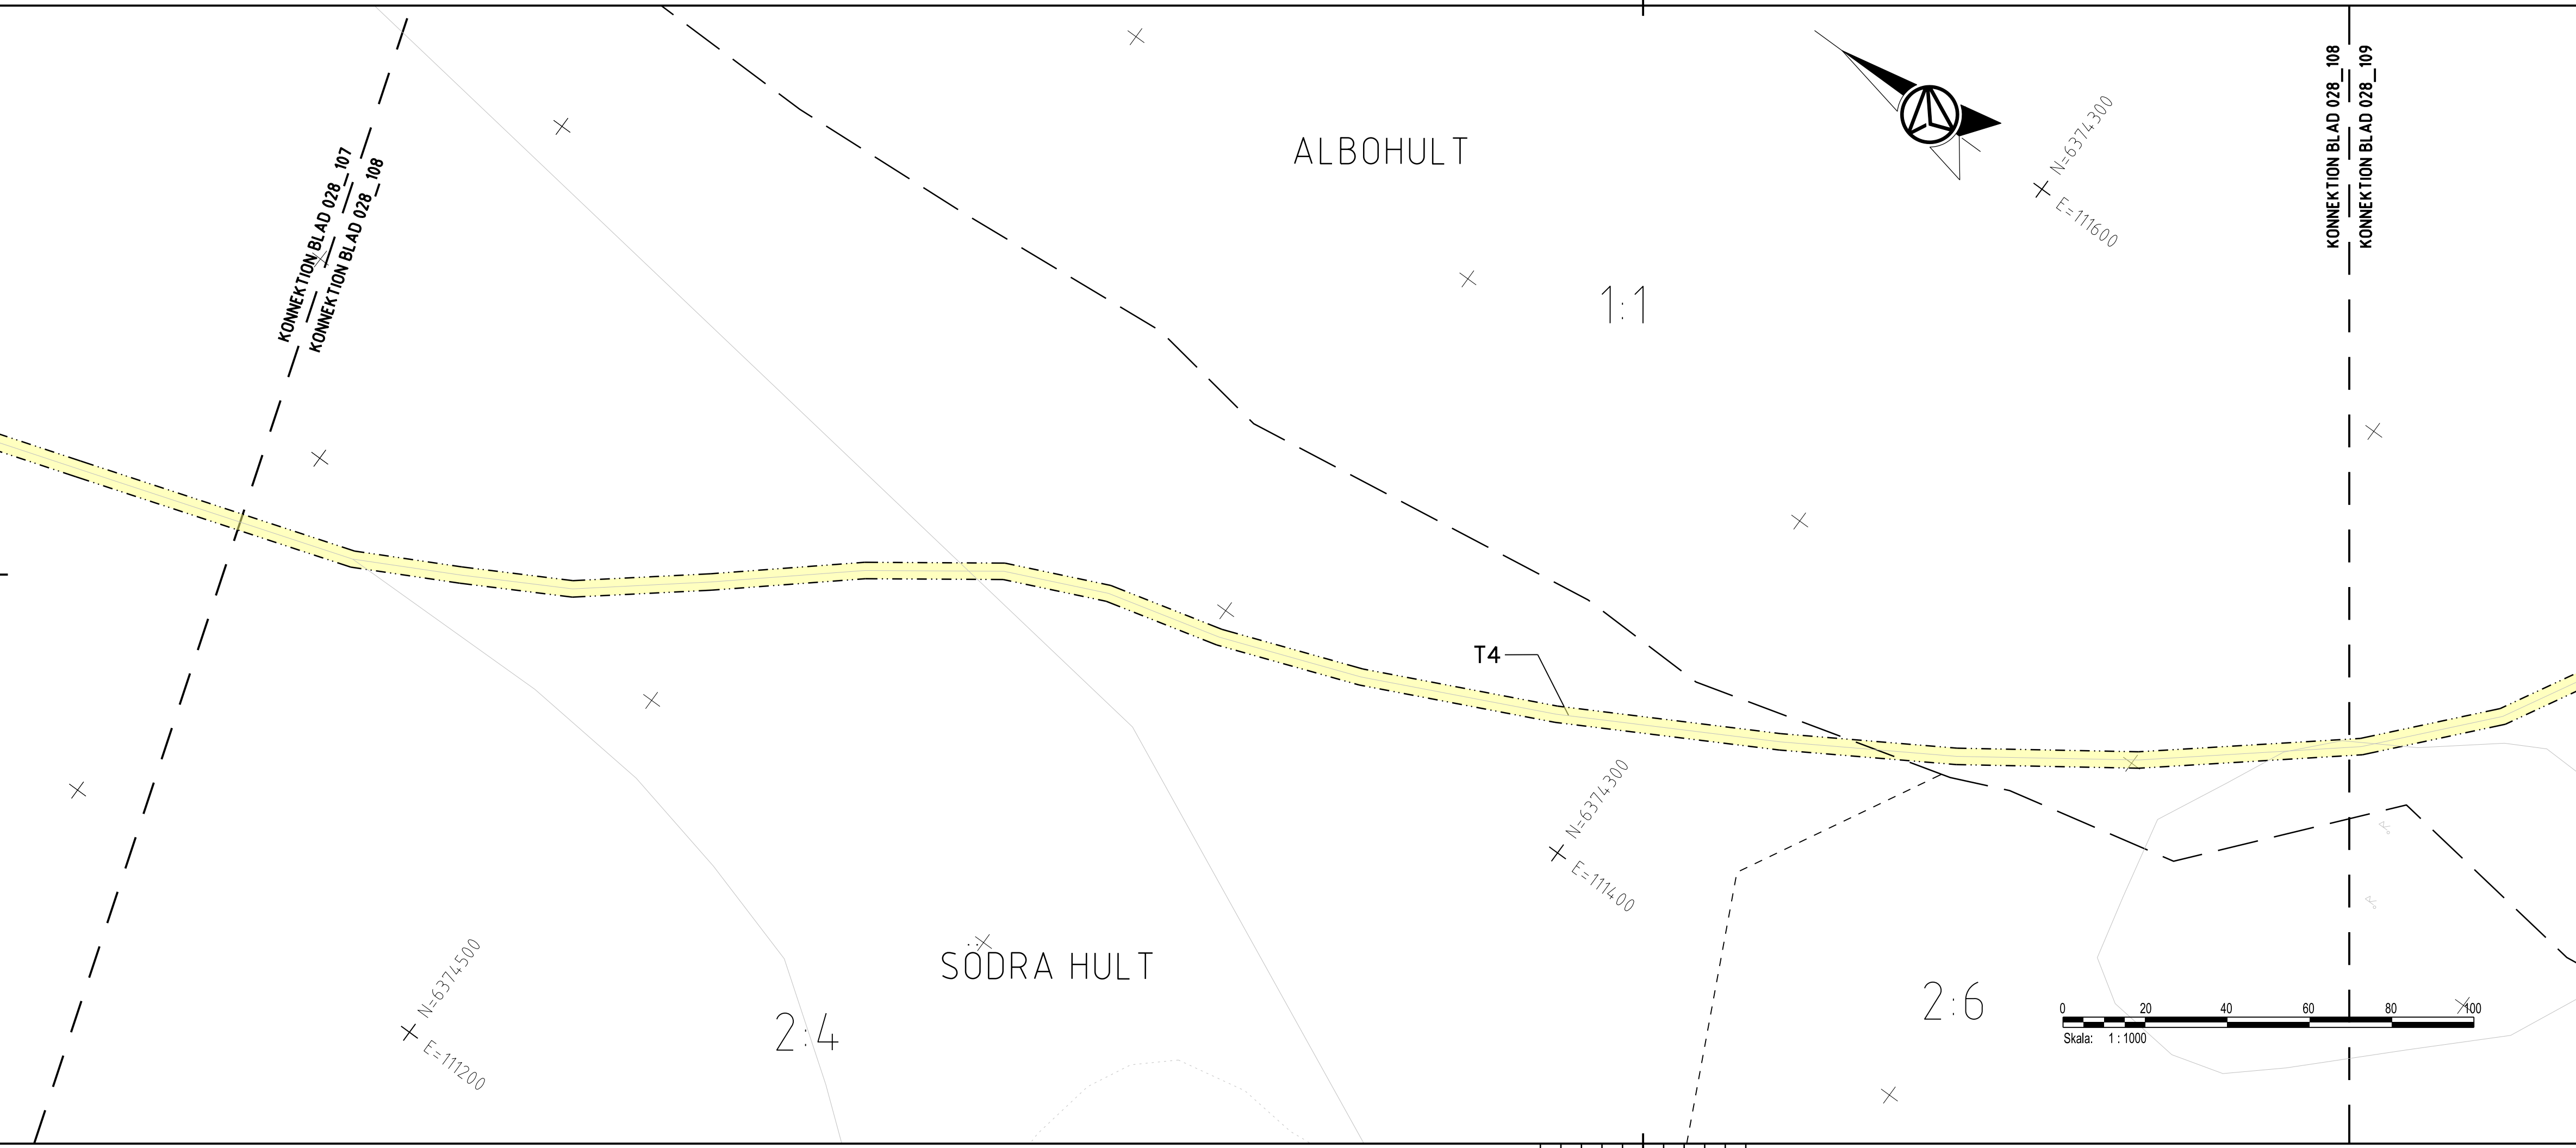 KONNEKTION BLAD 028_107
KONNEKTION BLAD 028_108
ALBOHULT
1:1
N=6374300
E=111600
KONNEKTION BLAD 028_108
KONNEKTION BLAD 028_109
T4
N=6374300
E=111400
N=6374500
E=111200
SÖDRA HULT
2:4
2:6
0 20 40 60 80 100
Skala: 1 : 1000